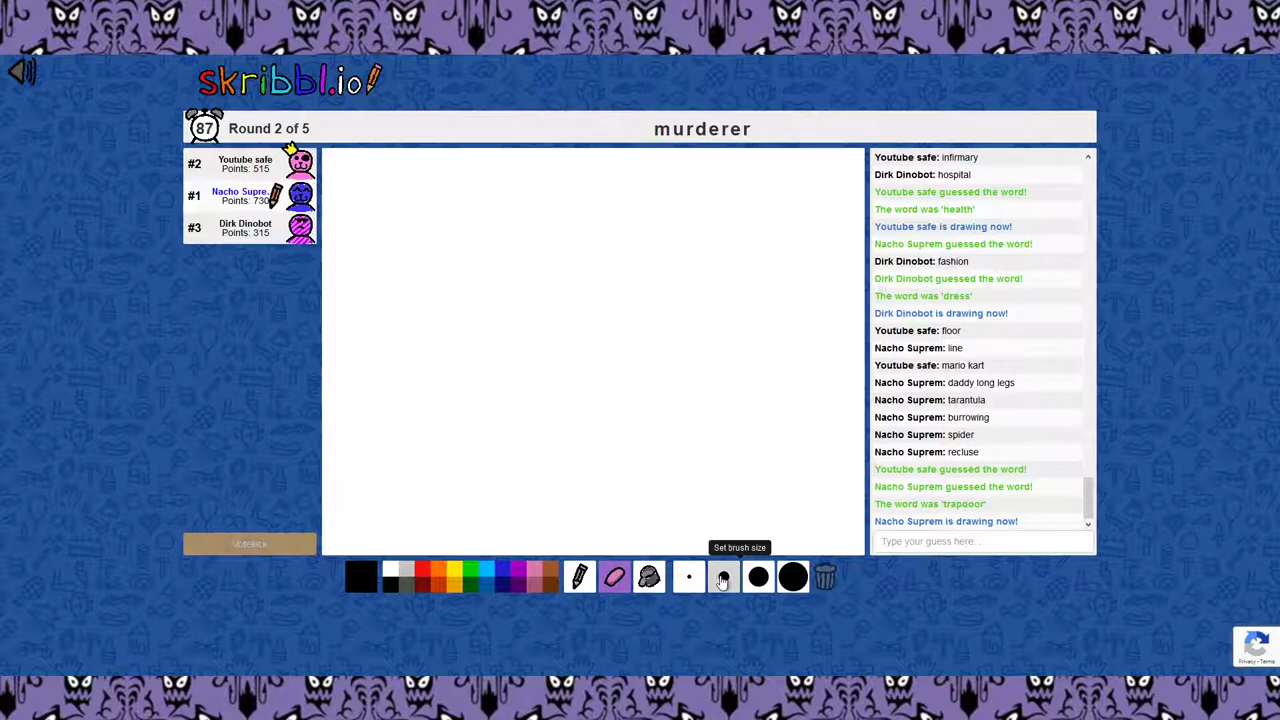 skribbl.io
87
Round 2 of 5
murderer
#2
Youtube safe
Points: 515
#1
Nacho Supre..
Points: 730
#3
Dirk Dinobot
Points: 315
Votekick
Youtube safe: infirmary
Dirk Dinobot: hospital
Youtube safe guessed the word!
The word was 'health'
Youtube safe is drawing now!
Nacho Suprem guessed the word!
Dirk Dinobot: fashion
Dirk Dinobot guessed the word!
The word was 'dress'
Dirk Dinobot is drawing now!
Youtube safe: floor
Nacho Suprem: line
Youtube safe: mario kart
Nacho Suprem: daddy long legs
Nacho Suprem: tarantula
Nacho Suprem: burrowing
Nacho Suprem: spider
Nacho Suprem: recluse
Youtube safe guessed the word!
Nacho Suprem guessed the word!
The word was 'trapdoor'
Nacho Suprem is drawing now!
Type your guess here...
Set brush size
Privacy - Terms